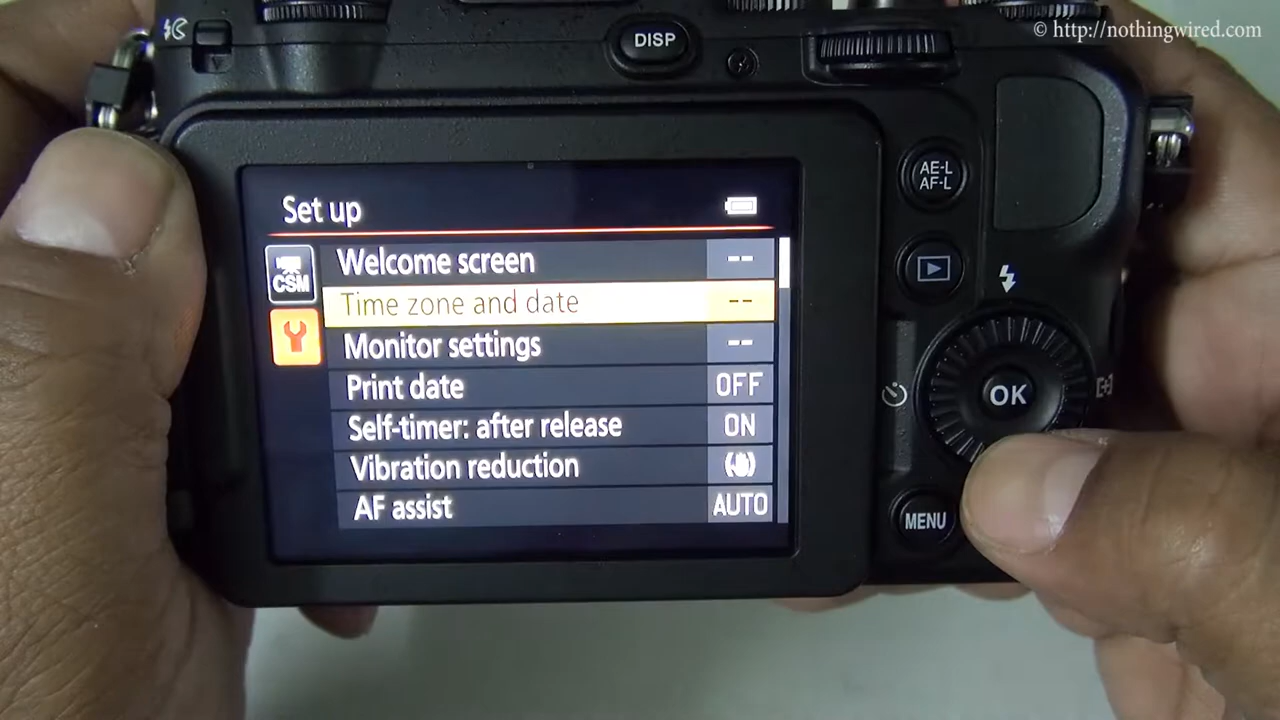 © http://nothingwired.com
DISP
AE-L
AF-L
Set up
CSM
Welcome screen --
Time zone and date --
Monitor settings --
Print date OFF
Self-timer: after release ON
Vibration reduction
AF assist AUTO
OK
MENU